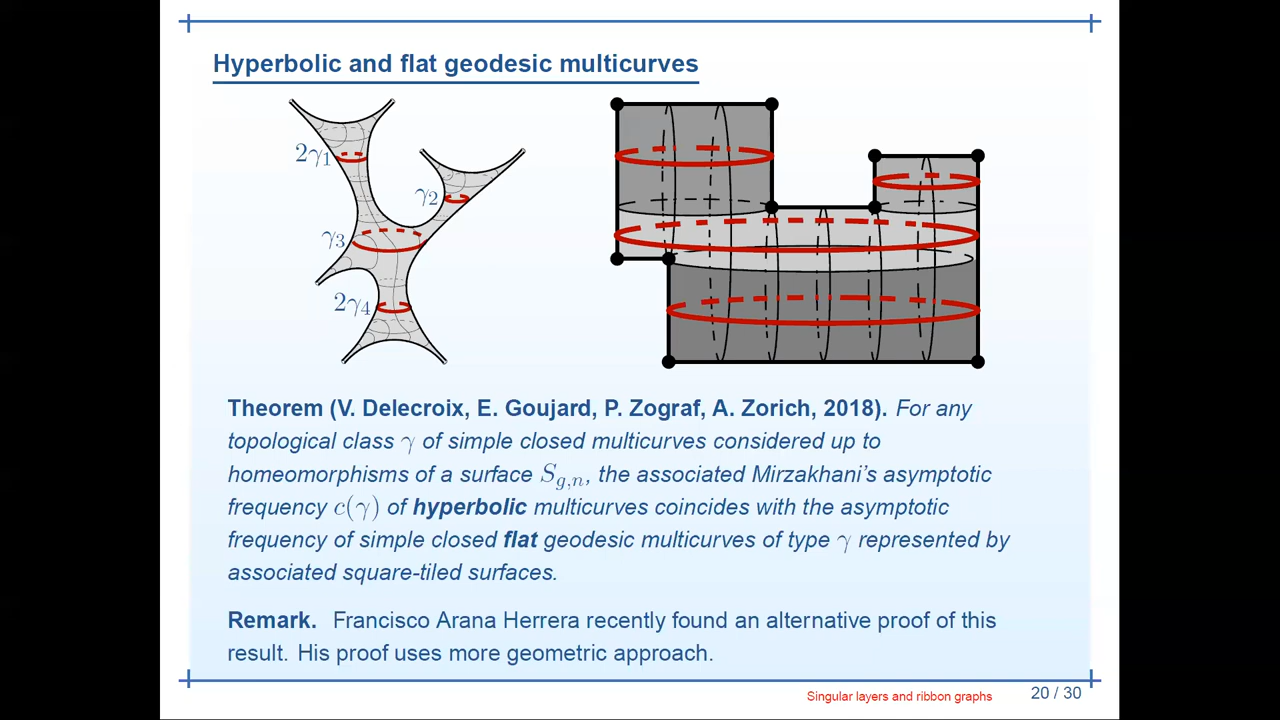 Hyperbolic and flat geodesic multicurves
2γ₁
γ₂
γ₃
2γ₄
Theorem (V. Delecroix, E. Goujard, P. Zograf, A. Zorich, 2018). For any
topological class γ of simple closed multicurves considered up to
homeomorphisms of a surface S_{g,n}, the associated Mirzakhani's asymptotic
frequency c(γ) of hyperbolic multicurves coincides with the asymptotic
frequency of simple closed flat geodesic multicurves of type γ represented by
associated square-tiled surfaces.
Remark. Francisco Arana Herrera recently found an alternative proof of this
result. His proof uses more geometric approach.
Singular layers and ribbon graphs
20 / 30